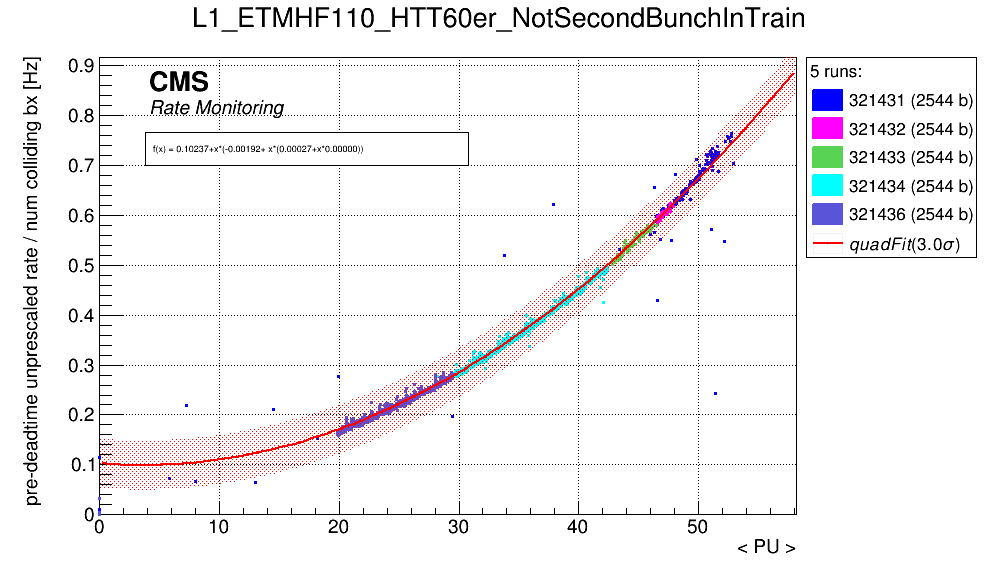 L1_ETMHF110_HTT60er_NotSecondBunchInTrain
pre-deadtime unprescaled rate / num colliding bx [Hz]
0.9
0.8
0.7
0.6
0.5
0.4
0.3
0.2
0.1
0
CMS
Rate Monitoring
f(x) = 0.10237+x*(-0.00192+ x*(0.00027+x*0.00000))
0 10 20 30 40 50
< PU >
5 runs:
321431 (2544 b)
321432 (2544 b)
321433 (2544 b)
321434 (2544 b)
321436 (2544 b)
quadFit(3.0σ)